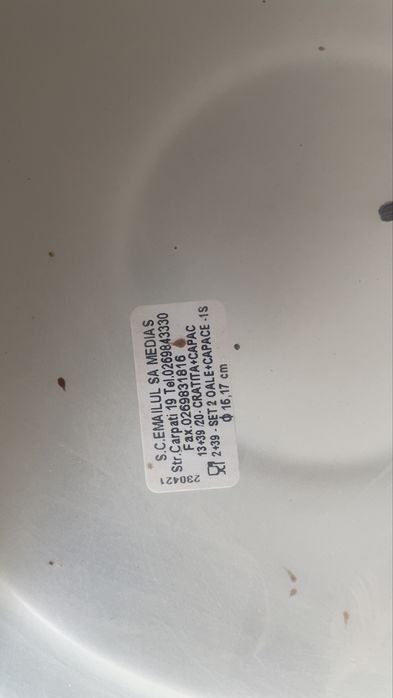 S.C.EMAILUL SA MEDIAS
Str.Carpati 19 Tel.0269843330
Fax.0269831816
13+39 /20- CRATITA+CAPAC
2+39 - SET 2 OALE+CAPACE -1S
ϕ 16,17 cm
230421